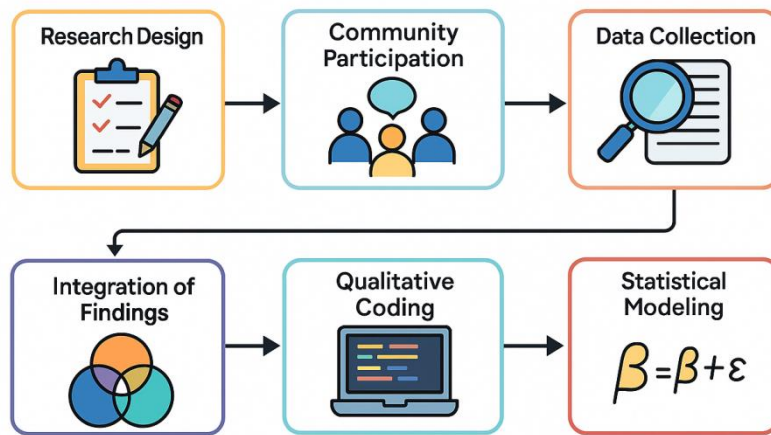 Research Design
Community
Participation
Data Collection
Integration of
Findings
Qualitative
Coding
Statistical
Modeling
β=β+ε